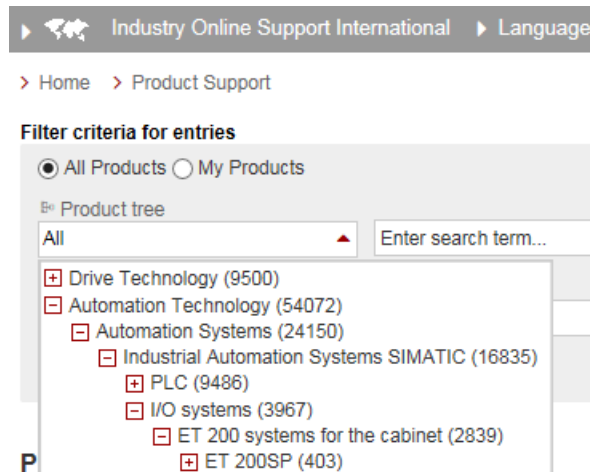 Industry Online Support International Language
Home Product Support
Filter criteria for entries
All Products My Products
Product tree
All Enter search term...
Drive Technology (9500)
Automation Technology (54072)
Automation Systems (24150)
Industrial Automation Systems SIMATIC (16835)
PLC (9486)
I/O systems (3967)
ET 200 systems for the cabinet (2839)
P ET 200SP (403)